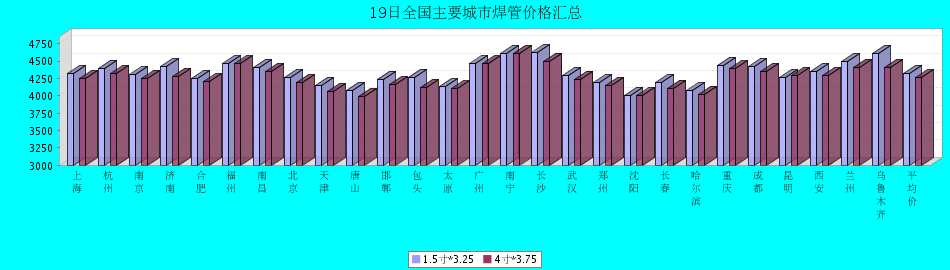 19日全国主要城市焊管价格汇总
4750
4500
4250
4000
3750
3500
3250
3000
上海 杭州 南京 济南 合肥 福州 南昌 北京 天津 唐山 邯郸 包头 太原 广州 南宁 长沙 武汉 郑州 沈阳 长春 哈尔滨 重庆 成都 昆明 西安 兰州 乌鲁木齐 平均价
1.5寸*3.25 4寸*3.75